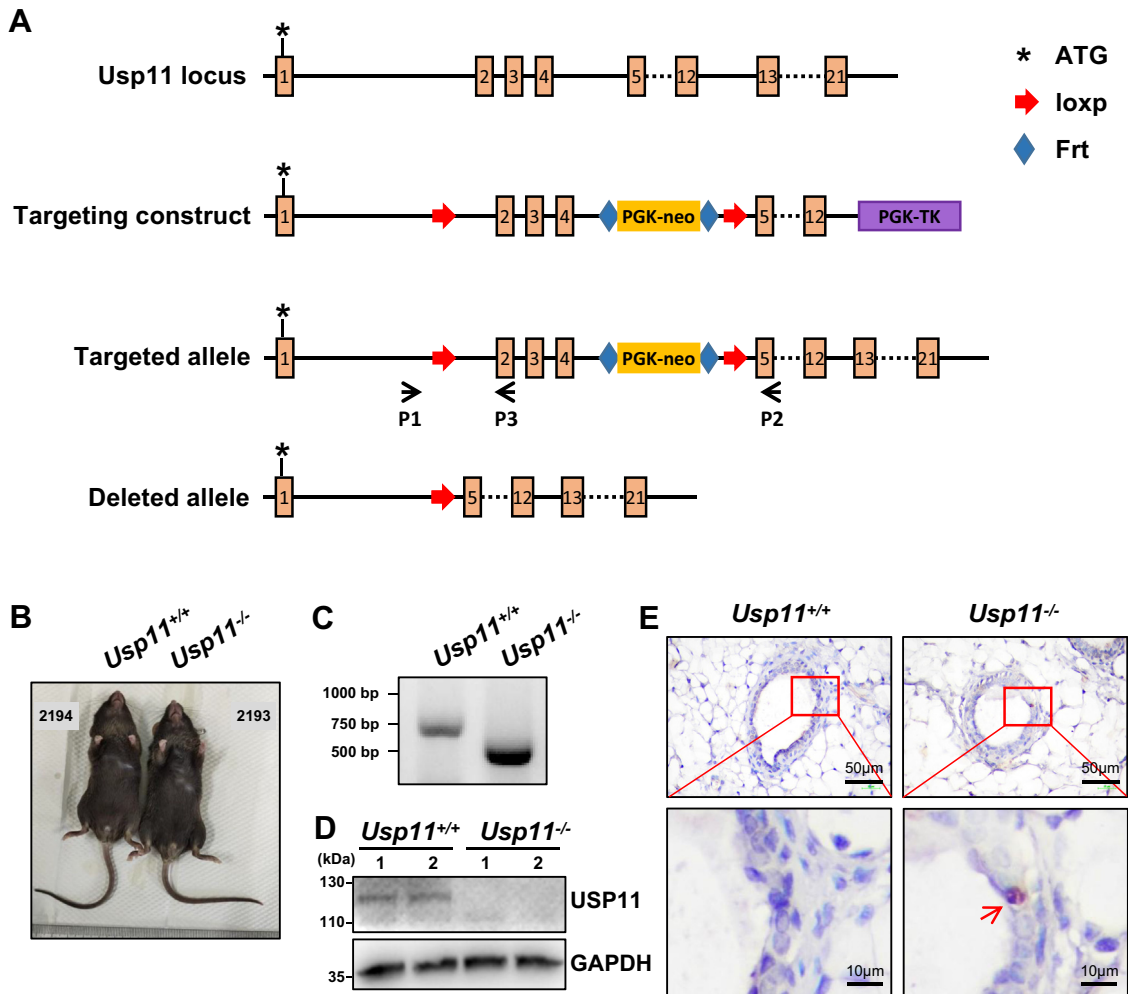 A
Usp11 locus
* 1 2 3 4 5 12 13 21
* ATG
loxp
Frt
Targeting construct
* 1 2 3 4 PGK-neo 5 12 PGK-TK
Targeted allele
* 1 2 3 4 PGK-neo 5 12 13 21
P1 P3 P2
Deleted allele
* 1 5 12 13 21
B
Usp11+/+
Usp11-/-
2194
2193
C
Usp11+/+
Usp11-/-
1000 bp
750 bp
500 bp
D
Usp11+/+ Usp11-/-
(kDa) 1 2 1 2
130
110
USP11
35
GAPDH
E
Usp11+/+ Usp11-/-
50μm 50μm
10μm 10μm